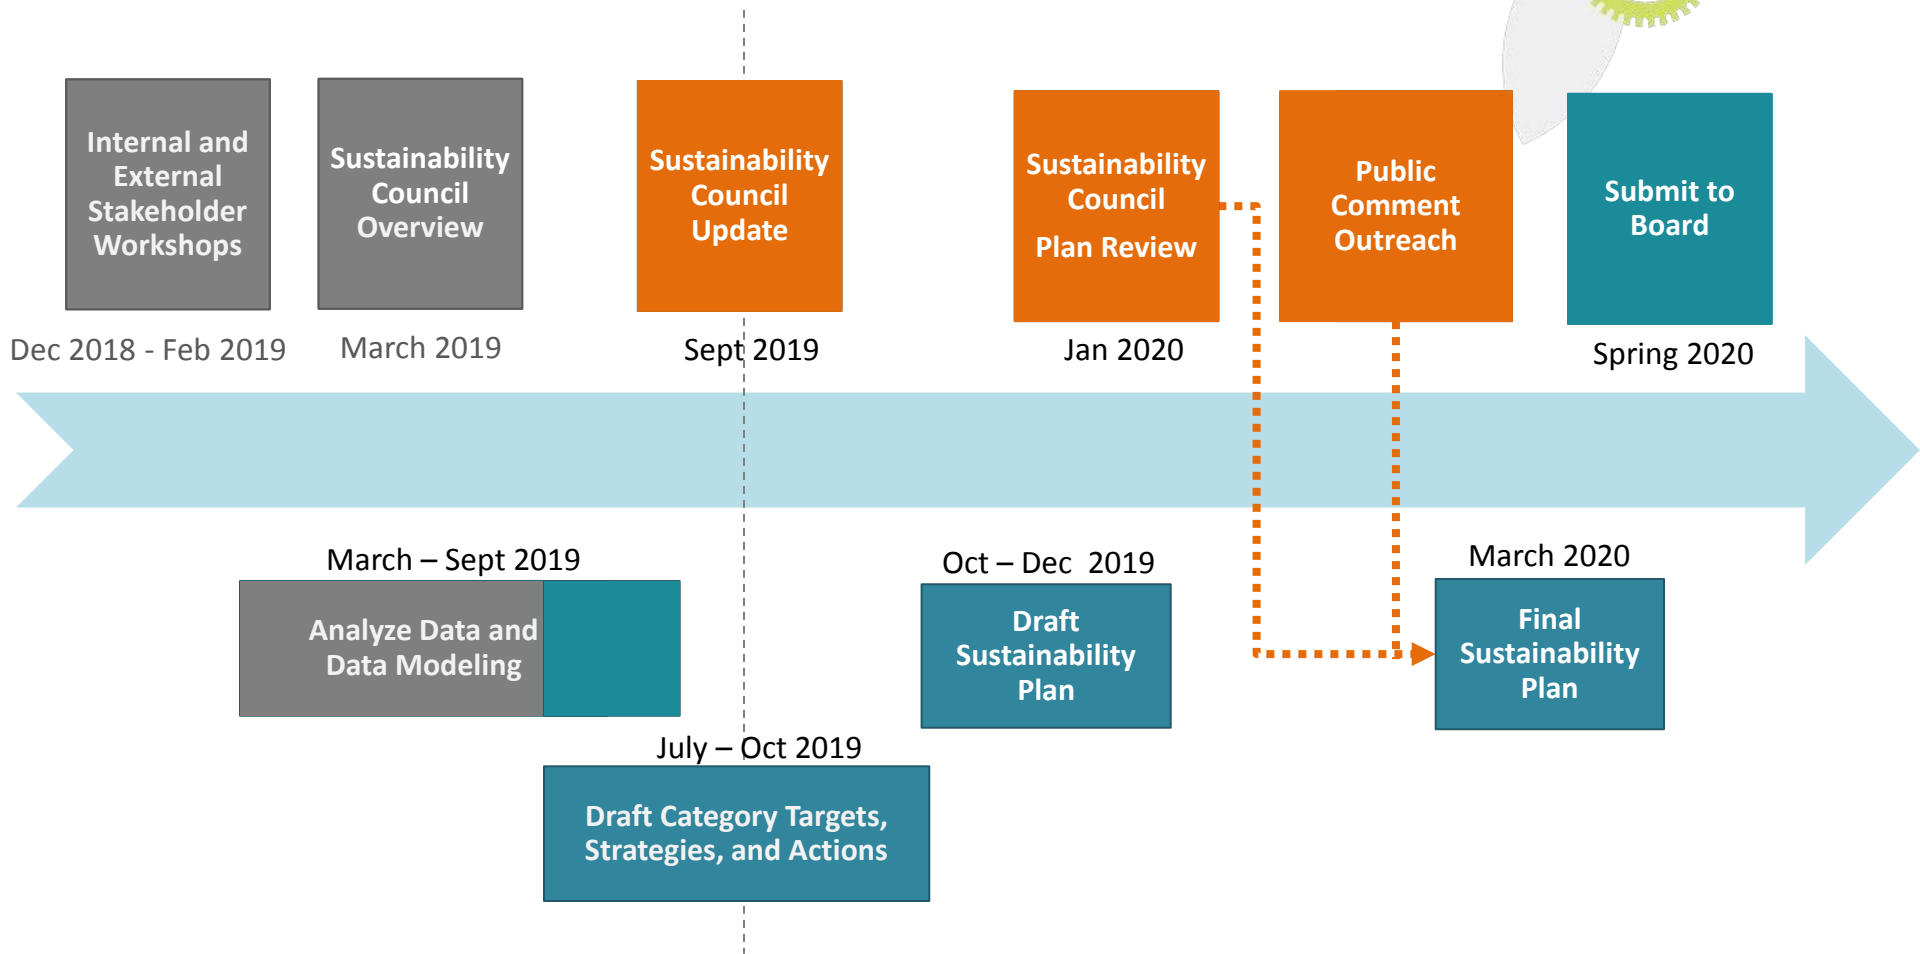 Internal and
External
Stakeholder
Workshops
Dec 2018 - Feb 2019
Sustainability
Council
Overview
March 2019
Sustainability
Council
Update
Sept 2019
Sustainability
Council
Plan Review
Jan 2020
Public
Comment
Outreach
Submit to
Board
Spring 2020
March – Sept 2019
Analyze Data and
Data Modeling
July – Oct 2019
Draft Category Targets,
Strategies, and Actions
Oct – Dec 2019
Draft
Sustainability
Plan
March 2020
Final
Sustainability
Plan